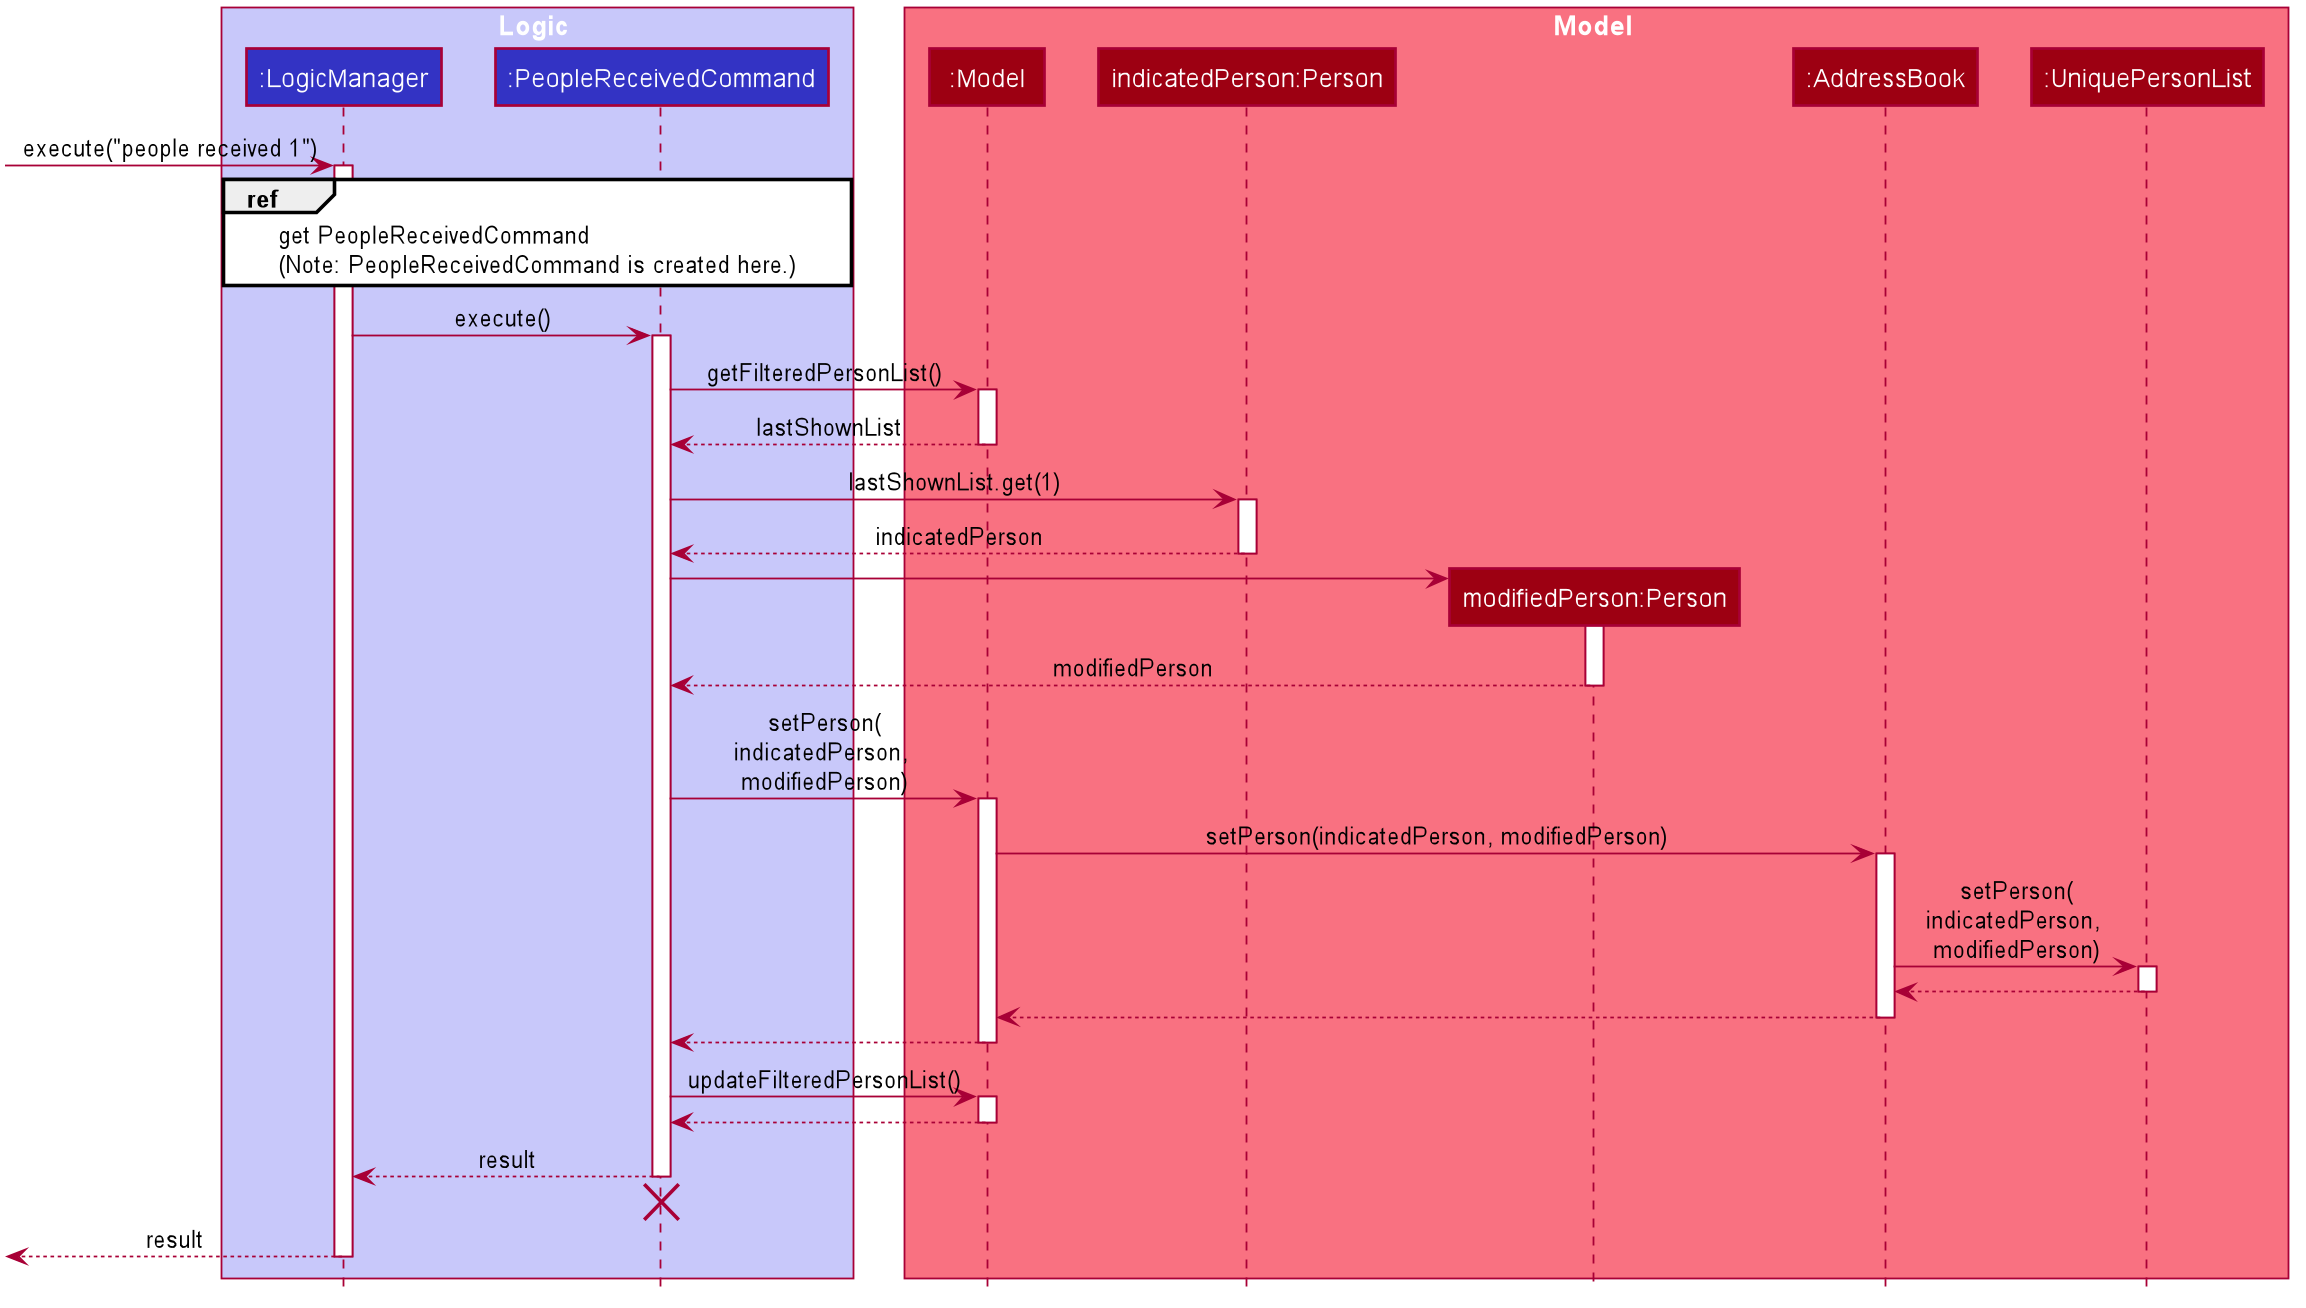 Logic
Model
:LogicManager
:PeopleReceivedCommand
:Model
indicatedPerson:Person
:AddressBook
:UniquePersonList
execute("people received 1")
ref
get PeopleReceivedCommand
(Note: PeopleReceivedCommand is created here.)
execute()
getFilteredPersonList()
lastShownList
lastShownList.get(1)
indicatedPerson
modifiedPerson:Person
modifiedPerson
setPerson(
indicatedPerson,
modifiedPerson)
setPerson(indicatedPerson, modifiedPerson)
setPerson(
indicatedPerson,
modifiedPerson)
updateFilteredPersonList()
result
result